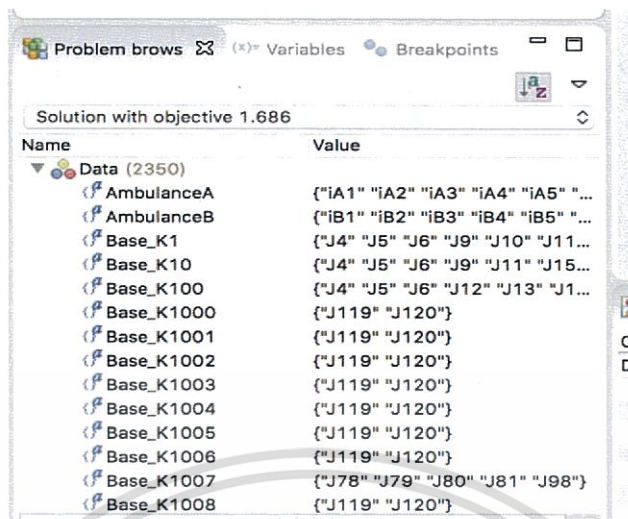 Problem brows (x)= Variables Breakpoints
Solution with objective 1.686
Name Value
Data (2350)
AmbulanceA {"iA1" "iA2" "iA3" "iA4" "iA5" "...
AmbulanceB {"iB1" "iB2" "iB3" "iB4" "iB5" "...
Base_K1 {"J4" "J5" "J6" "J9" "J10" "J11...
Base_K10 {"J4" "J5" "J6" "J9" "J11" "J15...
Base_K100 {"J4" "J5" "J6" "J12" "J13" "J1...
Base_K1000 {"J119" "J120"}
Base_K1001 {"J119" "J120"}
Base_K1002 {"J119" "J120"}
Base_K1003 {"J119" "J120"}
Base_K1004 {"J119" "J120"}
Base_K1005 {"J119" "J120"}
Base_K1006 {"J119" "J120"}
Base_K1007 {"J78" "J79" "J80" "J81" "J98"}
Base_K1008 {"J119" "J120"}